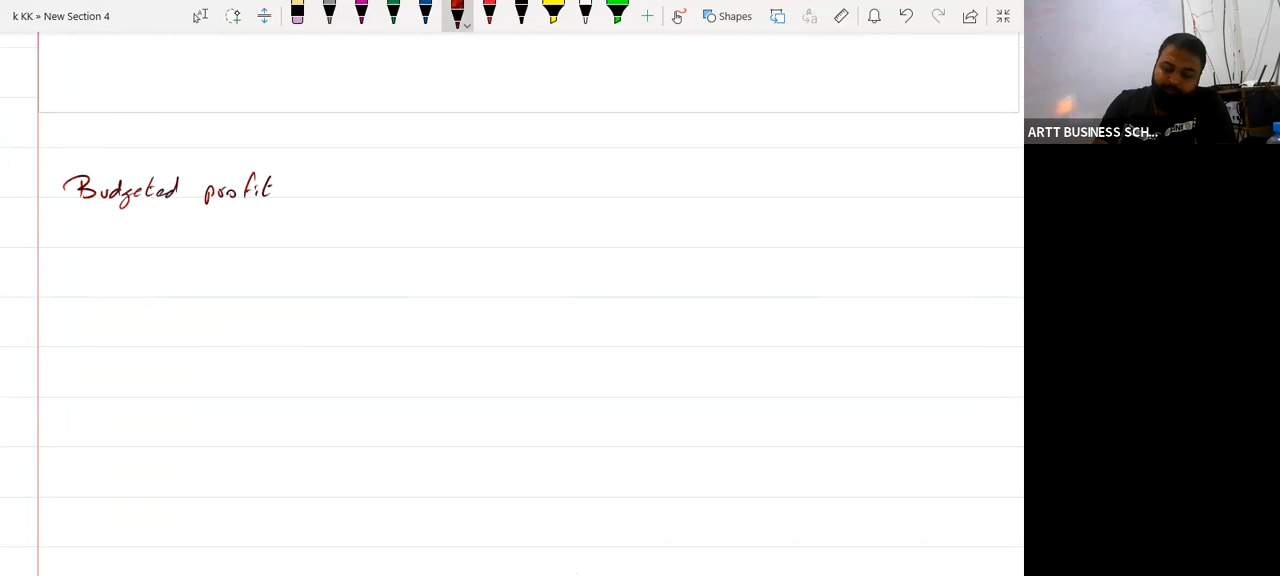 k KK » New Section 4
Shapes
ARTT BUSINESS SCH...
Budgeted profit